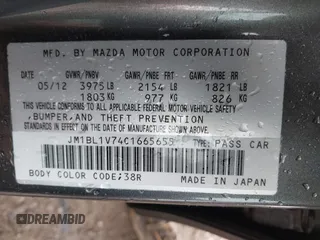 MFD. BY MAZDA MOTOR CORPORATION
DATE GVWR/PNBV GAWR/PNBE FRT GAWR/PNBE RR
05/12 3975LB 2154 LB 1821 LB
1803KG 977 KG 826 KG
THIS VEHICLE CONFORMS TO ALL APPLICABLE FEDERAL MOTOR VEHICLE SAFETY,
BUMPER, AND THEFT PREVENTION
STANDARDS IN EFFECT ON THE DATE OF MANUFACTURE SHOWN ABOVE.
JM1BL1V74C1665655 TYPE: PASS CAR
BODY COLOR CODE:38R MADE IN JAPAN
DREAMBID